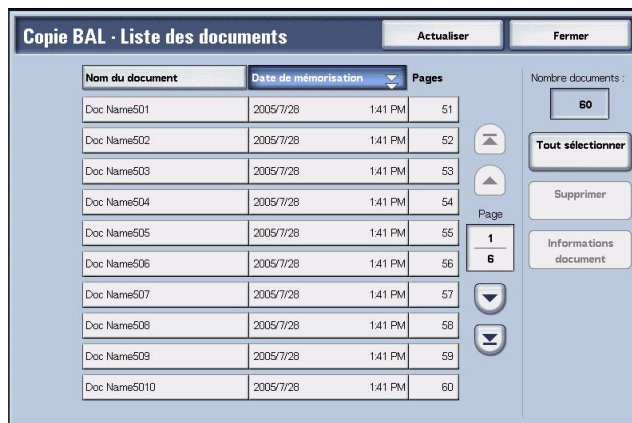 Copie BAL - Liste des documents
Actualiser
Fermer
Nom du document
Date de mémorisation
Pages
Nombre documents :
60
Doc Name501 2005/7/28 1:41 PM 51
Doc Name502 2005/7/28 1:41 PM 52
Doc Name503 2005/7/28 1:41 PM 53
Doc Name504 2005/7/28 1:41 PM 54
Doc Name505 2005/7/28 1:41 PM 55
Doc Name506 2005/7/28 1:41 PM 56
Doc Name507 2005/7/28 1:41 PM 57
Doc Name508 2005/7/28 1:41 PM 58
Doc Name509 2005/7/28 1:41 PM 59
Doc Name5010 2005/7/28 1:41 PM 60
Page
1
6
Tout sélectionner
Supprimer
Informations
document